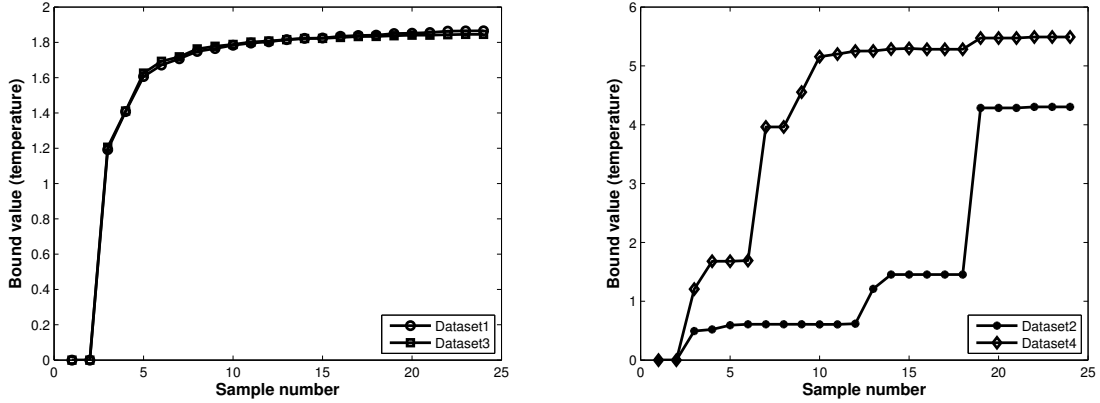 2
1.8
1.6
1.4
1.2
1
0.8
0.6
0.4
0.2
0
0 5 10 15 20 25
Bound value (temperature)
Sample number
Dataset1
Dataset3
6
5
4
3
2
1
0
0 5 10 15 20 25
Bound value (temperature)
Sample number
Dataset2
Dataset4